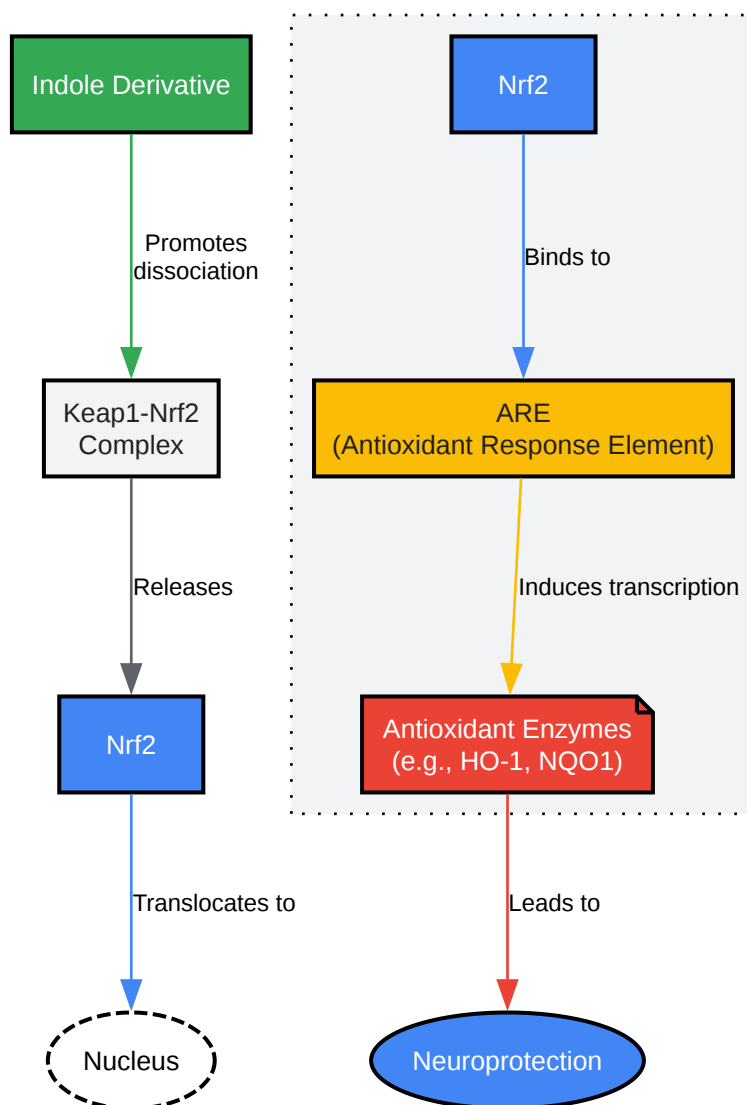 Indole Derivative
Promotes
dissociation
Keap1-Nrf2
Complex
Releases
Nrf2
Translocates to
Nucleus
Nrf2
Binds to
ARE
(Antioxidant Response Element)
Induces transcription
Antioxidant Enzymes
(e.g., HO-1, NQO1)
Leads to
Neuroprotection